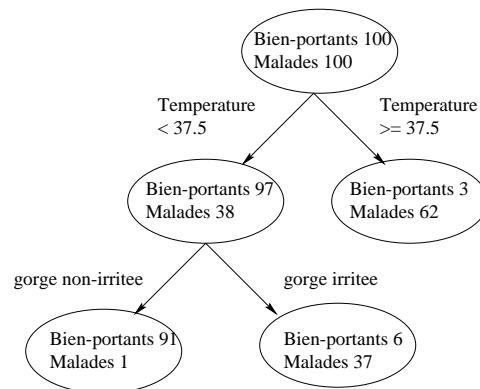 Bien-portants 100
Malades 100
Temperature
< 37.5
Temperature
>= 37.5
Bien-portants 97
Malades 38
Bien-portants 3
Malades 62
gorge non-irritee
gorge irritee
Bien-portants 91
Malades 1
Bien-portants 6
Malades 37